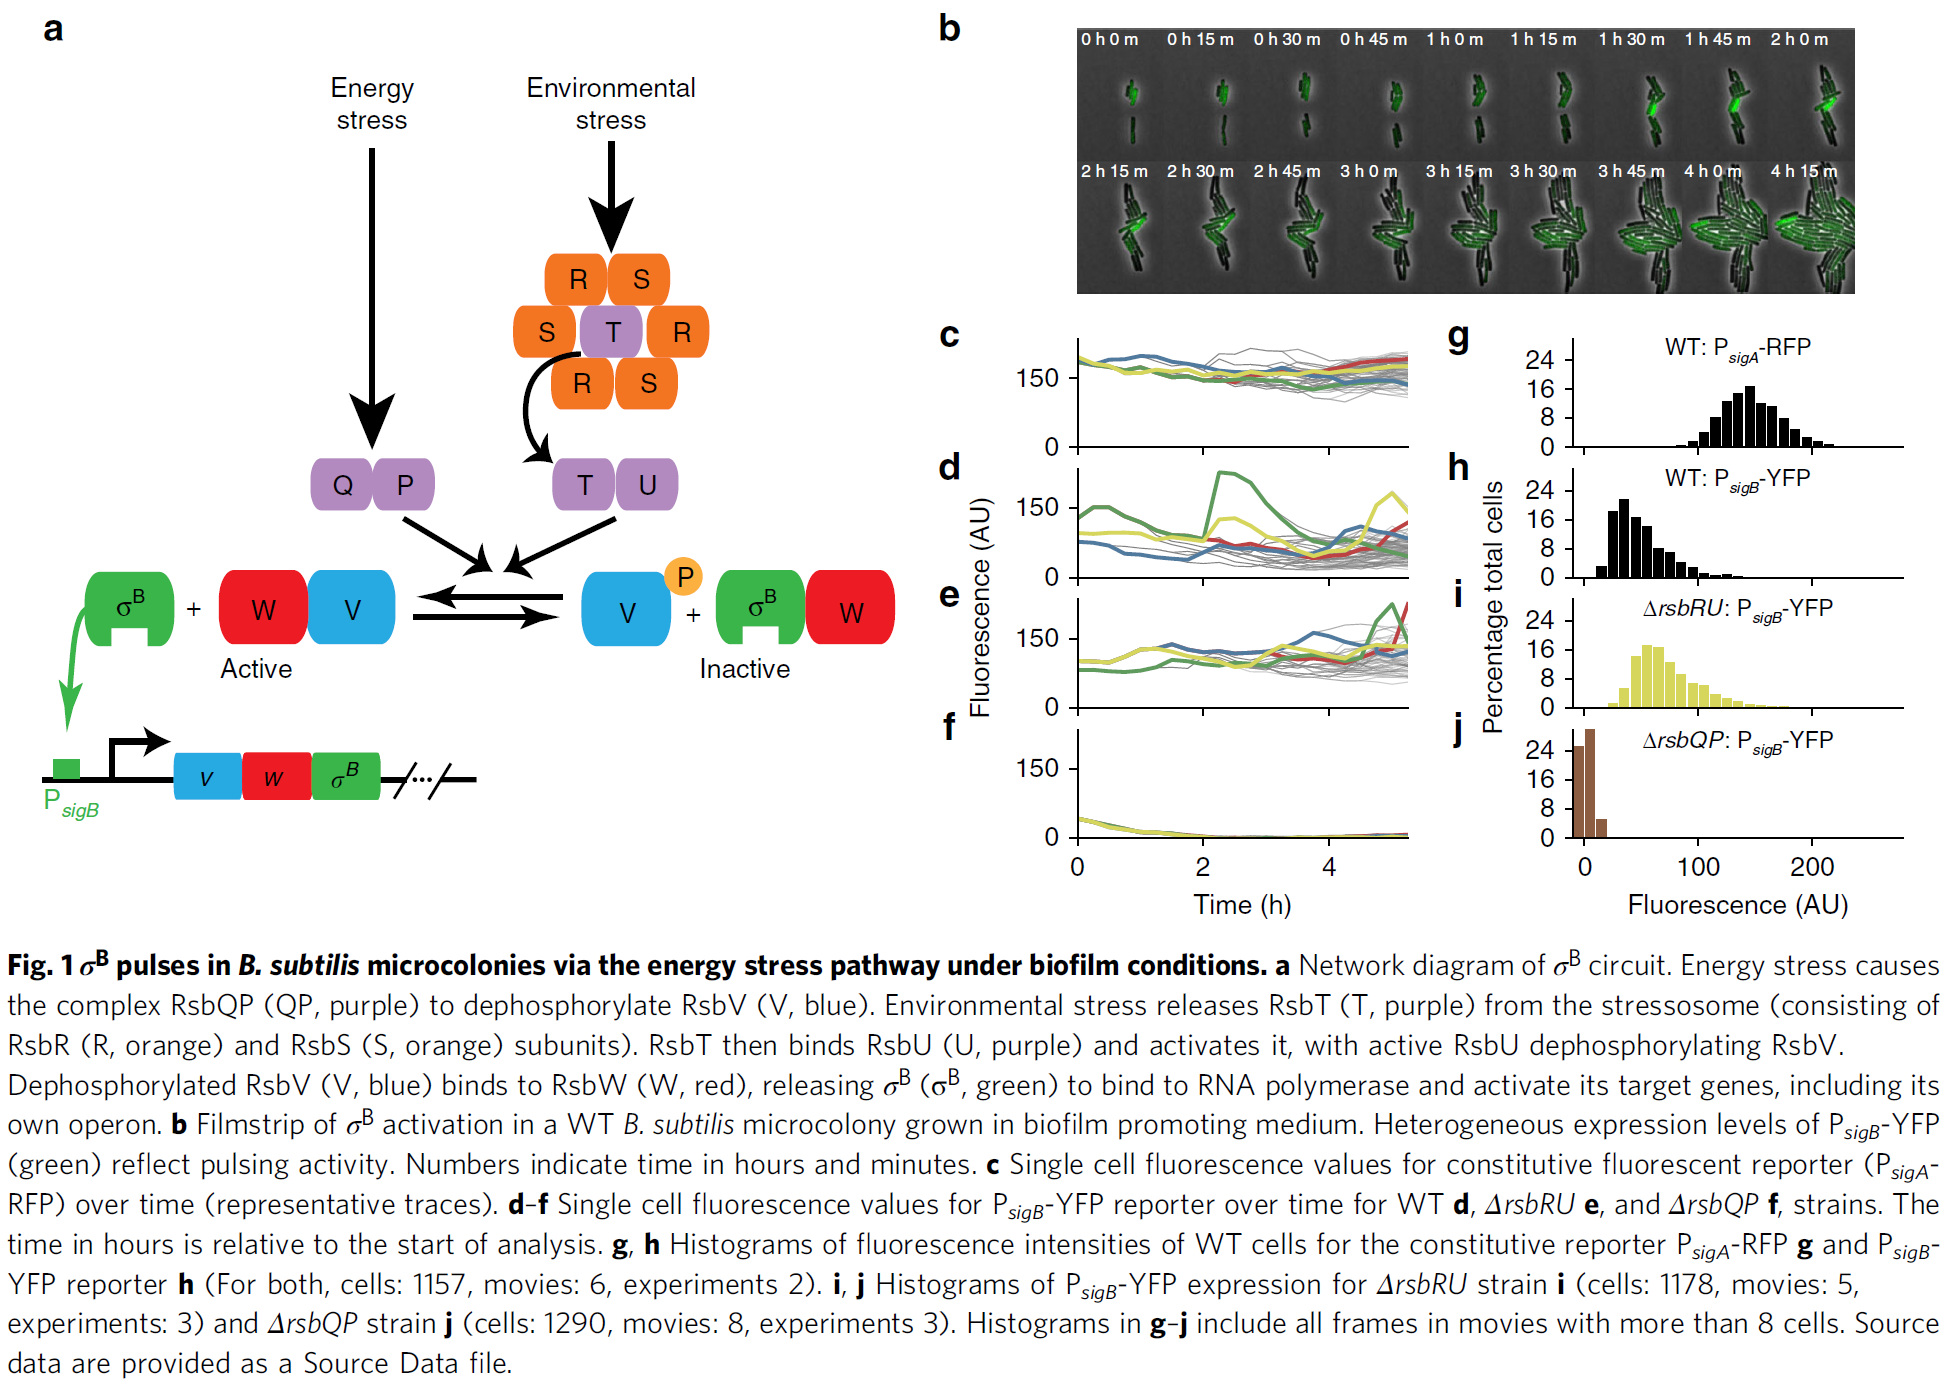 a
Energy
stress
Environmental
stress
R S
S T R
R S
Q P
T U
σB + W V
V P + σB W
Active
Inactive
PsigB
v w σB ...
b
0 h 0 m 0 h 15 m 0 h 30 m 0 h 45 m 1 h 0 m 1 h 15 m 1 h 30 m 1 h 45 m 2 h 0 m
2 h 15 m 2 h 30 m 2 h 45 m 3 h 0 m 3 h 15 m 3 h 30 m 3 h 45 m 4 h 0 m 4 h 15 m
c
150
0
d
150
0
e
150
0
f
150
0
0 2 4
Time (h)
Fluorescence (AU)
g
WT: PsigA-RFP
24
16
8
0
h
WT: PsigB-YFP
24
16
8
0
i
ΔrsbRU: PsigB-YFP
24
16
8
0
j
ΔrsbQP: PsigB-YFP
24
16
8
0
0 100 200
Fluorescence (AU)
Percentage total cells
Fig. 1 σB pulses in B. subtilis microcolonies via the energy stress pathway under biofilm conditions. a Network diagram of σB circuit. Energy stress causes
the complex RsbQP (QP, purple) to dephosphorylate RsbV (V, blue). Environmental stress releases RsbT (T, purple) from the stressosome (consisting of
RsbR (R, orange) and RsbS (S, orange) subunits). RsbT then binds RsbU (U, purple) and activates it, with active RsbU dephosphorylating RsbV.
Dephosphorylated RsbV (V, blue) binds to RsbW (W, red), releasing σB (σB, green) to bind to RNA polymerase and activate its target genes, including its
own operon. b Filmstrip of σB activation in a WT B. subtilis microcolony grown in biofilm promoting medium. Heterogeneous expression levels of PsigB-YFP
(green) reflect pulsing activity. Numbers indicate time in hours and minutes. c Single cell fluorescence values for constitutive fluorescent reporter (PsigA-
RFP) over time (representative traces). d–f Single cell fluorescence values for PsigB-YFP reporter over time for WT d, ΔrsbRU e, and ΔrsbQP f, strains. The
time in hours is relative to the start of analysis. g, h Histograms of fluorescence intensities of WT cells for the constitutive reporter PsigA-RFP g and PsigB-
YFP reporter h (For both, cells: 1157, movies: 6, experiments 2). i, j Histograms of PsigB-YFP expression for ΔrsbRU strain i (cells: 1178, movies: 5,
experiments: 3) and ΔrsbQP strain j (cells: 1290, movies: 8, experiments 3). Histograms in g–j include all frames in movies with more than 8 cells. Source
data are provided as a Source Data file.